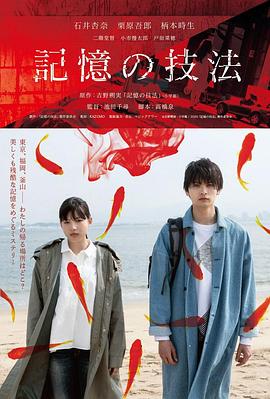 石井杏奈 栗原吾郎 柄本時生
二階堂智 小市慢太郎 戸田菜穂
記憶の技法
原作：吉野朔実「記憶の技法」(小学館)
監督：池田千尋 脚本：高橋泉
東京、福岡、釜山――わたしの帰る場所はどこ？
美しくも残酷な記憶をめぐるミステリー